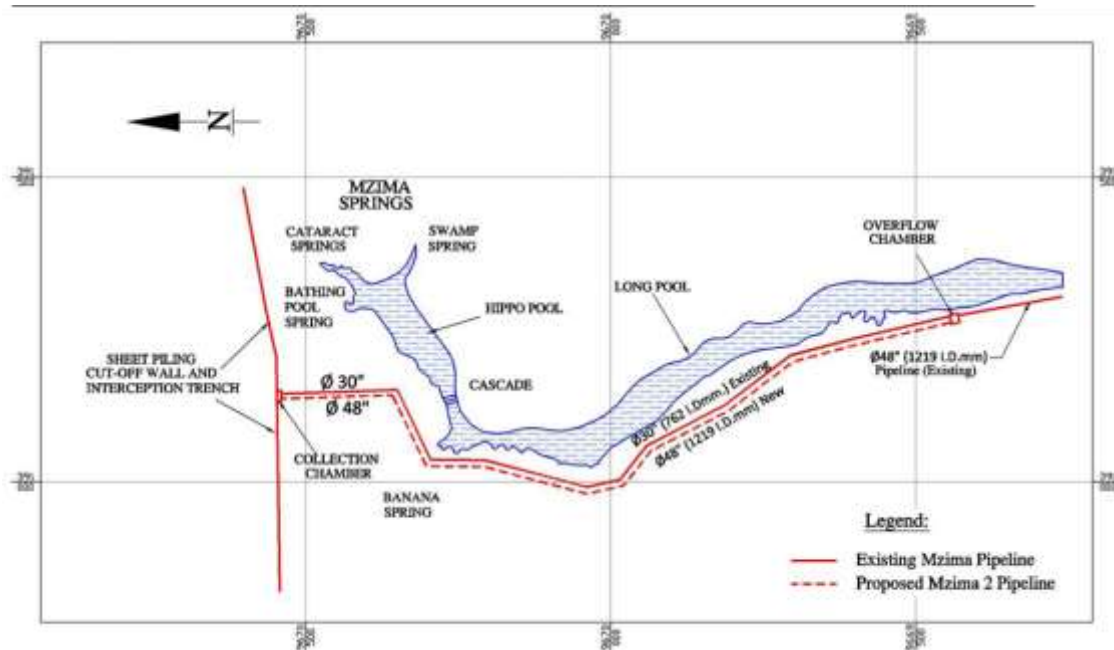 N
MZIMA
SPRINGS
CATARACT
SPRINGS
SWAMP
SPRING
OVERFLOW
CHAMBER
BATHING
POOL
SPRING
HIPPO POOL
LONG POOL
SHEET PILING
CUT-OFF WALL AND
INTERCEPTION TRENCH
Ø 30"
Ø 48"
CASCADE
Ø48" (1219 I.D.mm)
Pipeline (Existing)
Ø30" (762 I.Dmm.) Existing
Ø48" (1219 I.D.mm) New
COLLECTION
CHAMBER
BANANA
SPRING
Legend:
Existing Mzima Pipeline
Proposed Mzima 2 Pipeline